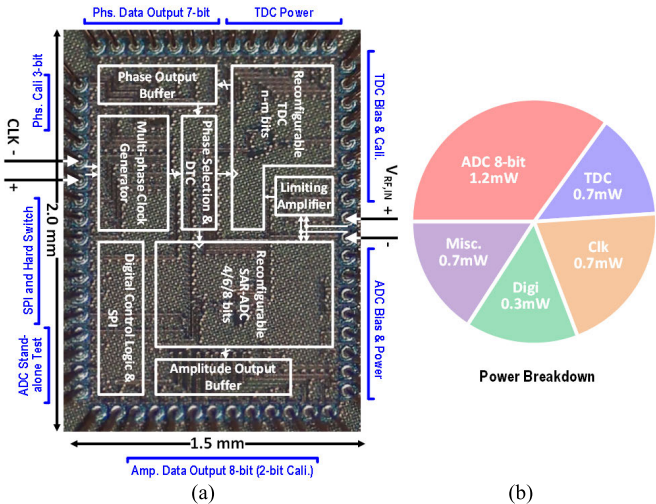 Phs. Data Output 7-bit
TDC Power
Phs. Cali 3-bit
CLK -
+
SPI and Hard Switch
ADC Stand-
alone Test
2.0 mm
Phase Output
Buffer
Multi-phase Clock
Generator
Phase Selection &
DTC
Reconfigurable
TDC
n-m bits
Limiting
Amplifier
Digital Control Logic &
SPI
Reconfigurable
SAR-ADC
4/6/8 bits
Amplitude Output
Buffer
TDC Bias & Cali.
VRF,IN +
-
ADC Bias & Power
1.5 mm
Amp. Data Output 8-bit (2-bit Cali.)
(a)
ADC 8-bit
1.2mW
TDC
0.7mW
Clk
0.7mW
Digi
0.3mW
Misc.
0.7mW
Power Breakdown
(b)